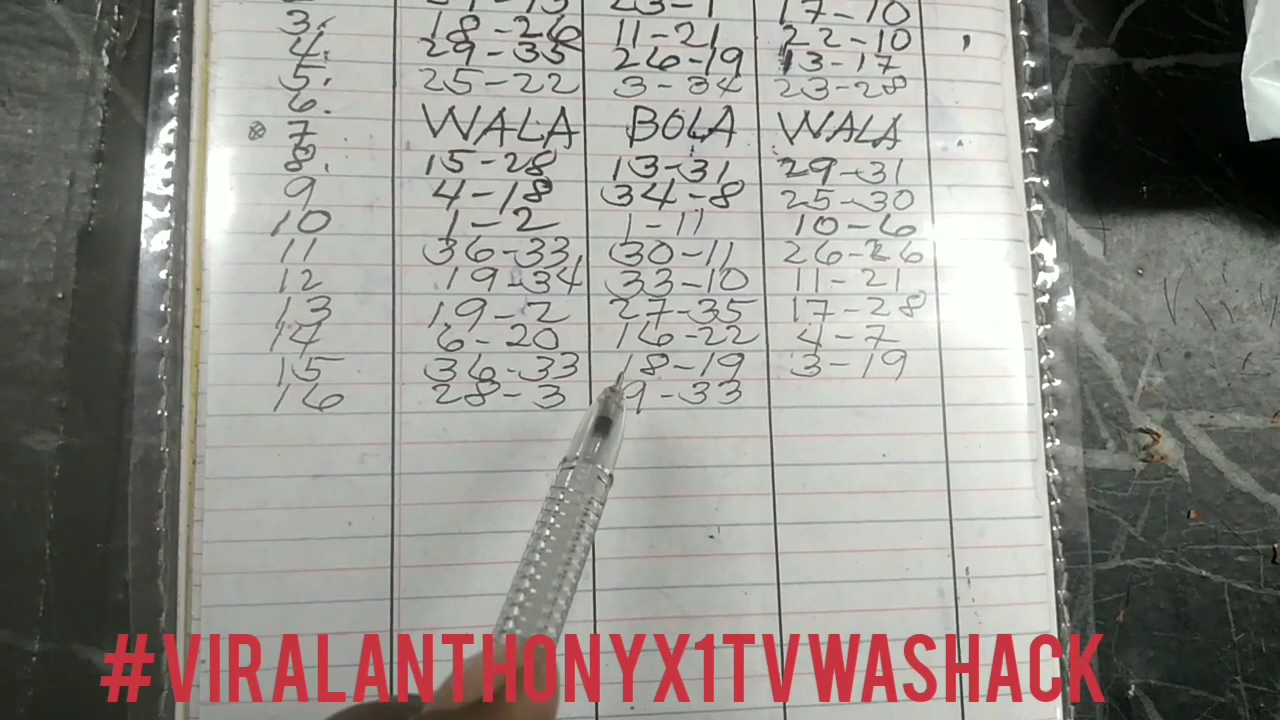 3. 18-26 11-21 17-10
4. 29-35 26-19 22-10
5. 25-22 3-34 13-17
6. 23-28
7 WALA BOLA WALA
8. 15-28 13-31 29-31
9 4-18 34-8 25-30
10 1-2 1-11 10-6
11 36-33 30-11 26-26
12 19-34 33-10 11-21
13 19-2 27-35 17-28
14 6-20 16-22 4-7
15 36-33 18-19 3-19
16 28-3 9-33
#VIRALANTHONYX1TVWASHACK